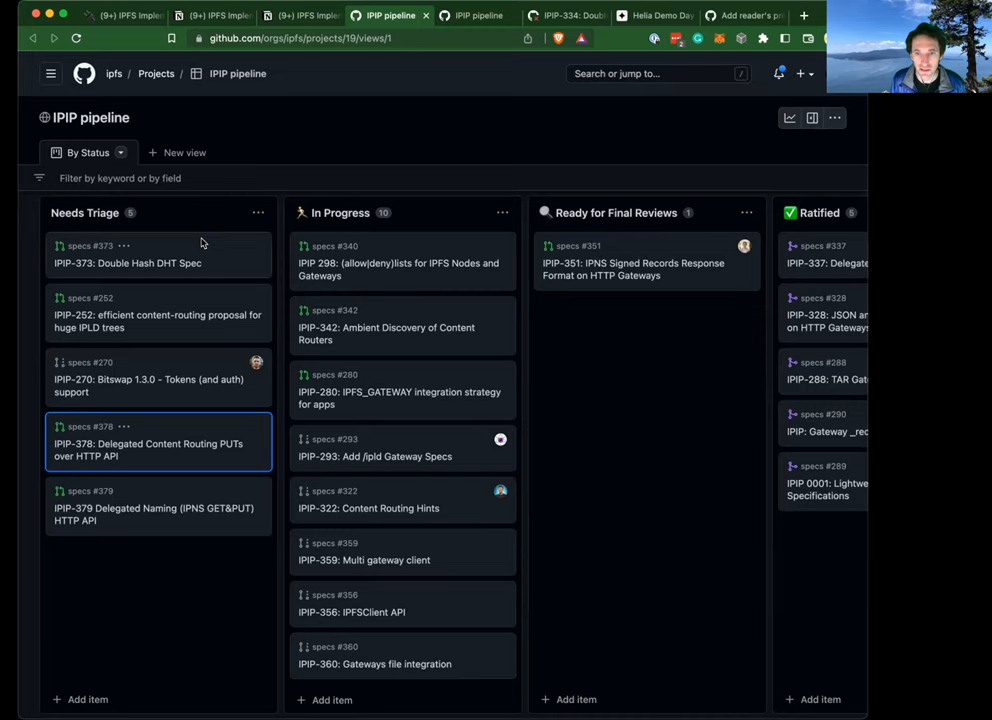 (9+) IPFS Implem
(9+) IPFS Implem
(9+) IPFS Implem
IPIP pipeline
IPIP pipeline
IPIP-334: Doub
Helia Demo Day
Add reader's pri
github.com/orgs/ipfs/projects/19/views/1
2
ipfs / Projects / IPIP pipeline
Search or jump to...
/
IPIP pipeline
By Status
New view
Filter by keyword or by field
Needs Triage 5
specs #373
IPIP-373: Double Hash DHT Spec
specs #252
IPIP-252: efficient content-routing proposal for
huge IPLD trees
specs #270
IPIP-270: Bitswap 1.3.0 - Tokens (and auth)
support
specs #378
IPIP-378: Delegated Content Routing PUTs
over HTTP API
specs #379
IPIP-379 Delegated Naming (IPNS GET&PUT)
HTTP API
Add item
In Progress 10
specs #340
IPIP 298: (allow|deny)lists for IPFS Nodes and
Gateways
specs #342
IPIP-342: Ambient Discovery of Content
Routers
specs #280
IPIP-280: IPFS_GATEWAY integration strategy
for apps
specs #293
IPIP-293: Add /ipld Gateway Specs
specs #322
IPIP-322: Content Routing Hints
specs #359
IPIP-359: Multi gateway client
specs #356
IPIP-356: IPFSClient API
specs #360
IPIP-360: Gateways file integration
Add item
Ready for Final Reviews 1
specs #351
IPIP-351: IPNS Signed Records Response
Format on HTTP Gateways
Add item
Ratified 5
specs #337
IPIP-337: Delegate
specs #328
IPIP-328: JSON an
on HTTP Gateways
specs #288
IPIP-288: TAR Gat
specs #290
IPIP: Gateway _rec
specs #289
IPIP 0001: Lightwe
Specifications
Add item